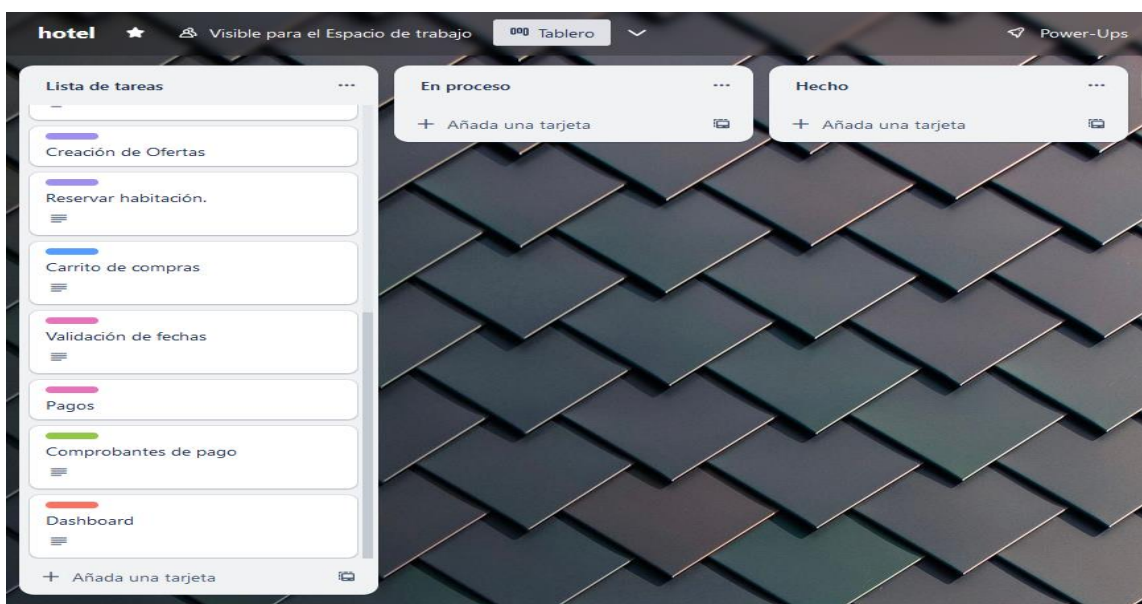 hotel Visible para el Espacio de trabajo Tablero Power-Ups
Lista de tareas
Creación de Ofertas
Reservar habitación.
Carrito de compras
Validación de fechas
Pagos
Comprobantes de pago
Dashboard
+ Añada una tarjeta
En proceso
+ Añada una tarjeta
Hecho
+ Añada una tarjeta